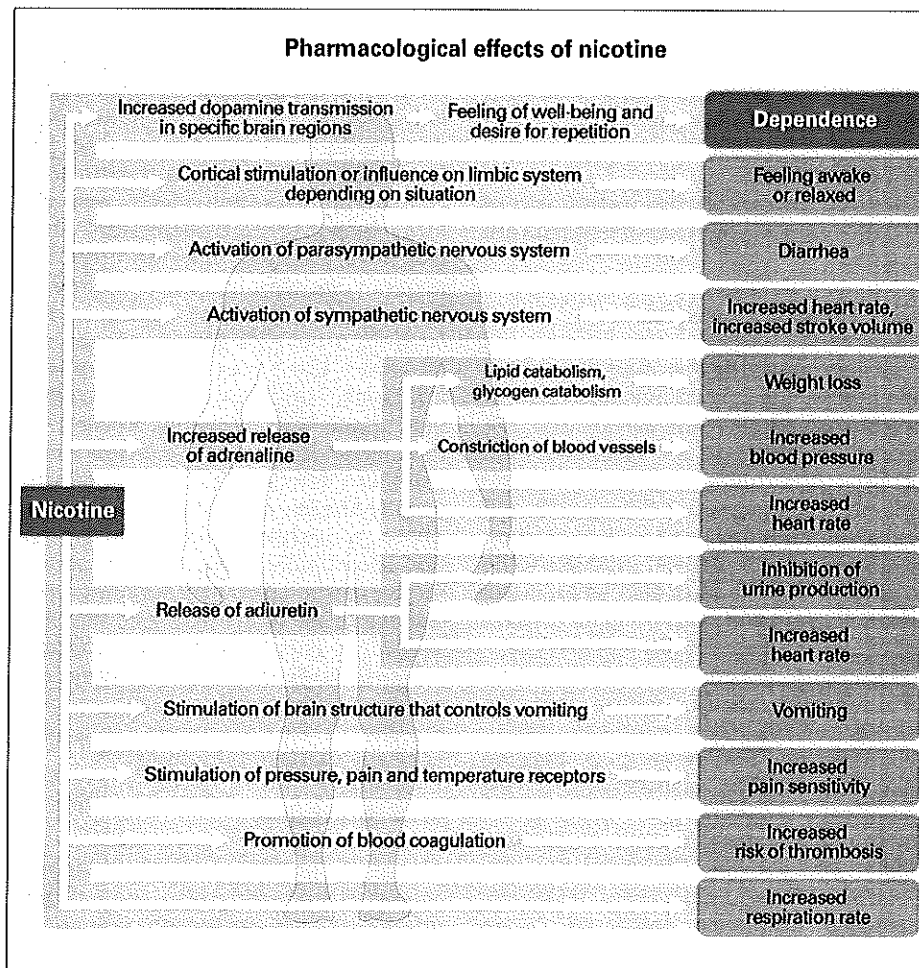 Pharmacological effects of nicotine
Increased dopamine transmission
in specific brain regions
Feeling of well-being and
desire for repetition
Dependence
Cortical stimulation or influence on limbic system
depending on situation
Feeling awake
or relaxed
Activation of parasympathetic nervous system
Diarrhea
Activation of sympathetic nervous system
Increased heart rate,
increased stroke volume
Lipid catabolism,
glycogen catabolism
Weight loss
Increased release
of adrenaline
Constriction of blood vessels
Increased
blood pressure
Nicotine
Increased
heart rate
Inhibition of
urine production
Release of adiuretin
Increased
heart rate
Stimulation of brain structure that controls vomiting
Vomiting
Stimulation of pressure, pain and temperature receptors
Increased
pain sensitivity
Promotion of blood coagulation
Increased
risk of thrombosis
Increased
respiration rate